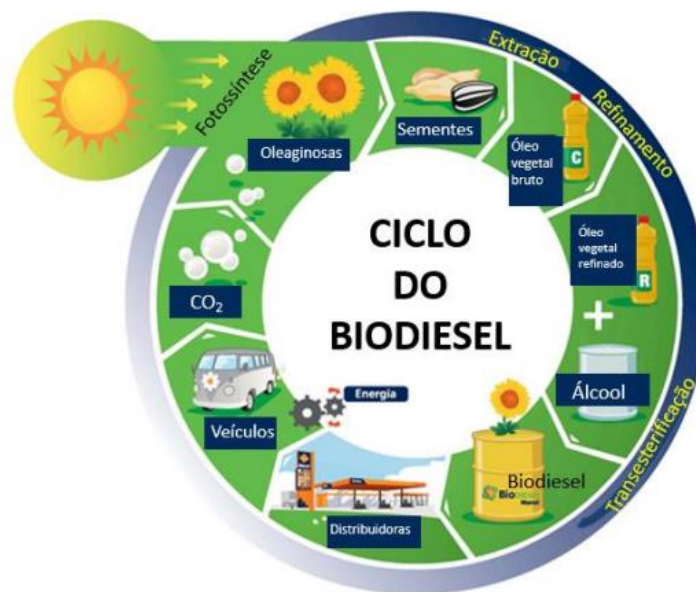 Fotossíntese
Oleaginosas
Sementes
Extração
Óleo
vegetal
bruto
C
Refinamento
Óleo
vegetal
refinado
R
+
Álcool
Transesterificação
Biodiesel
Distribuidoras
Energia
Veículos
CO₂
CICLO
DO
BIODIESEL